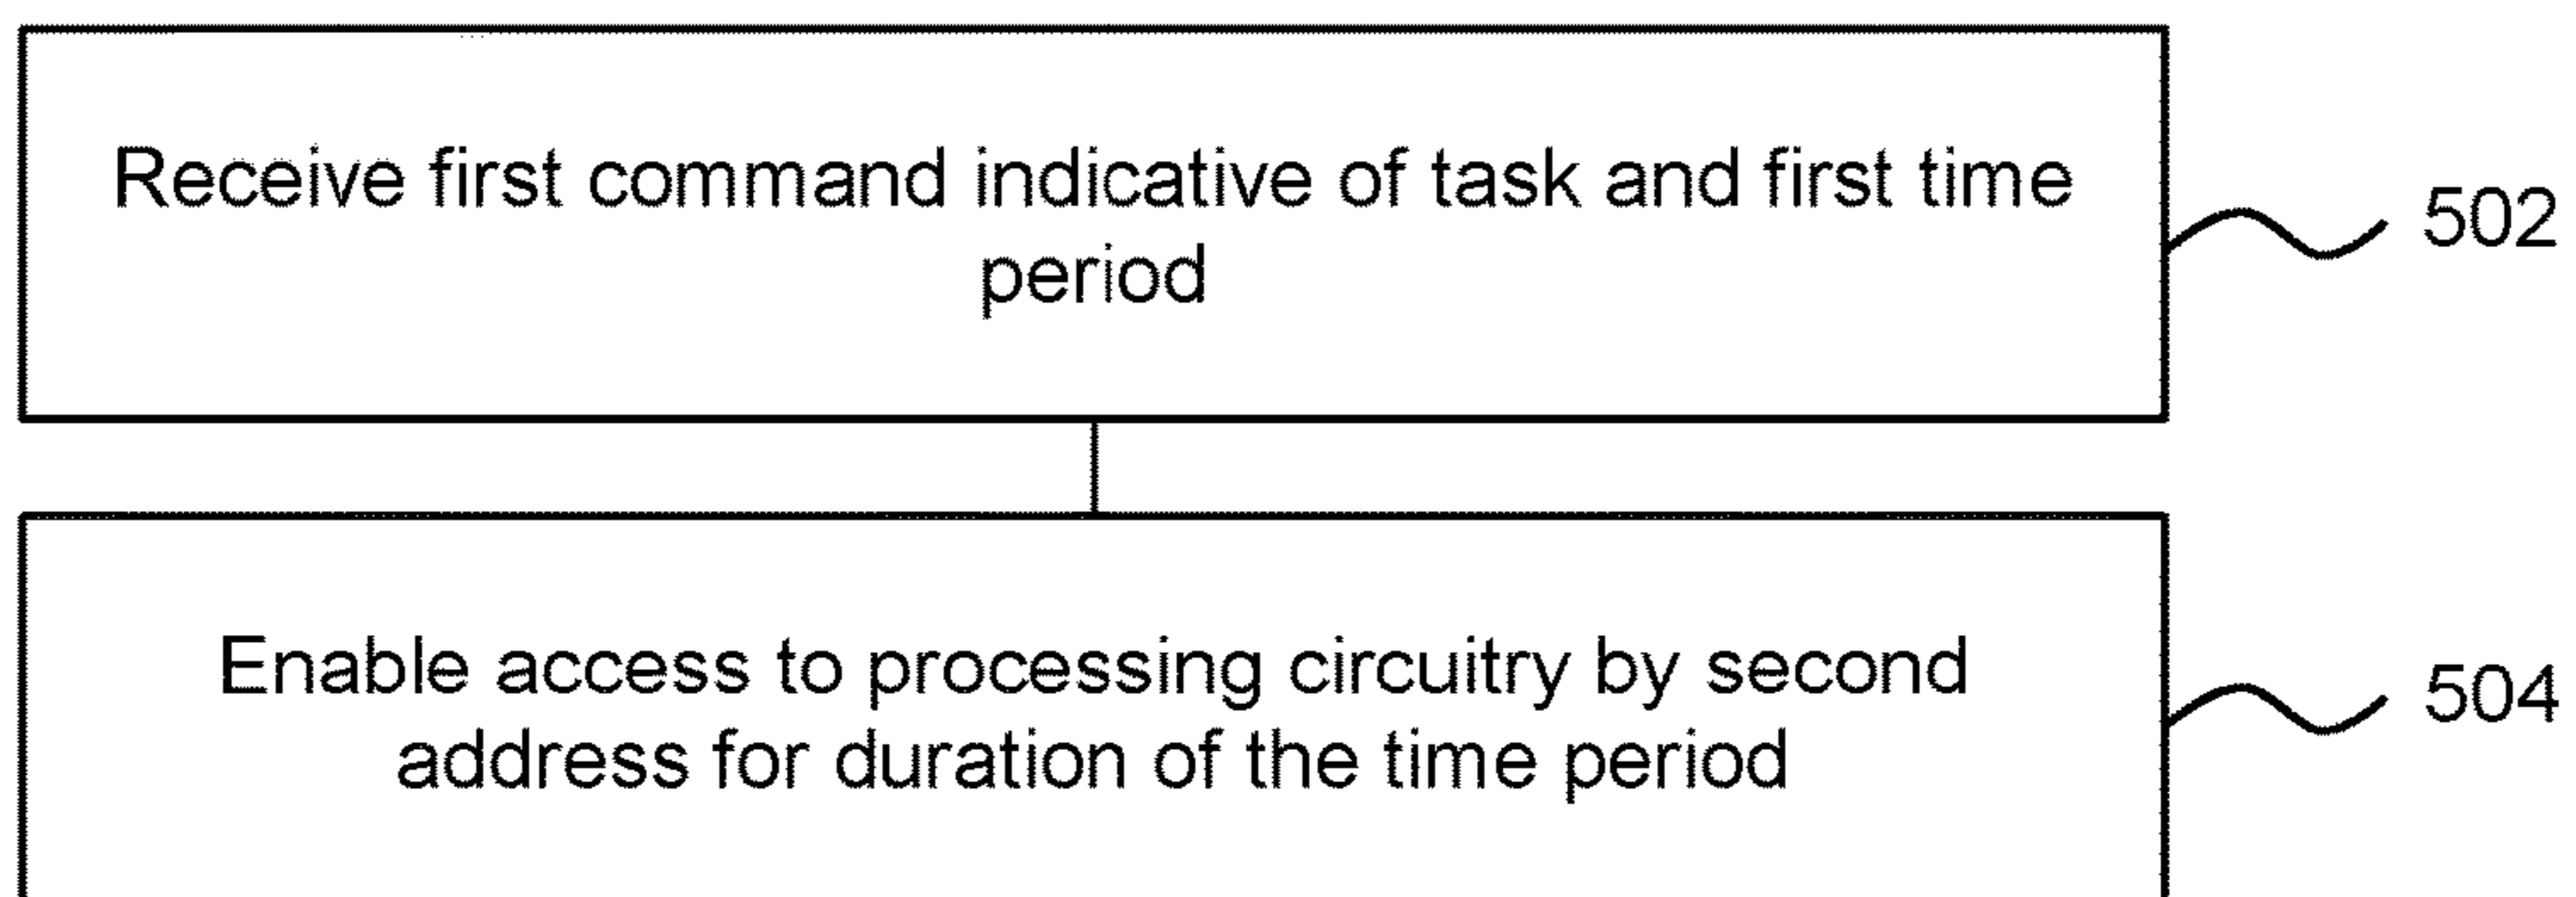 Receive first command indicative of task and first time
period
502
Enable access to processing circuitry by second
address for duration of the time period
504